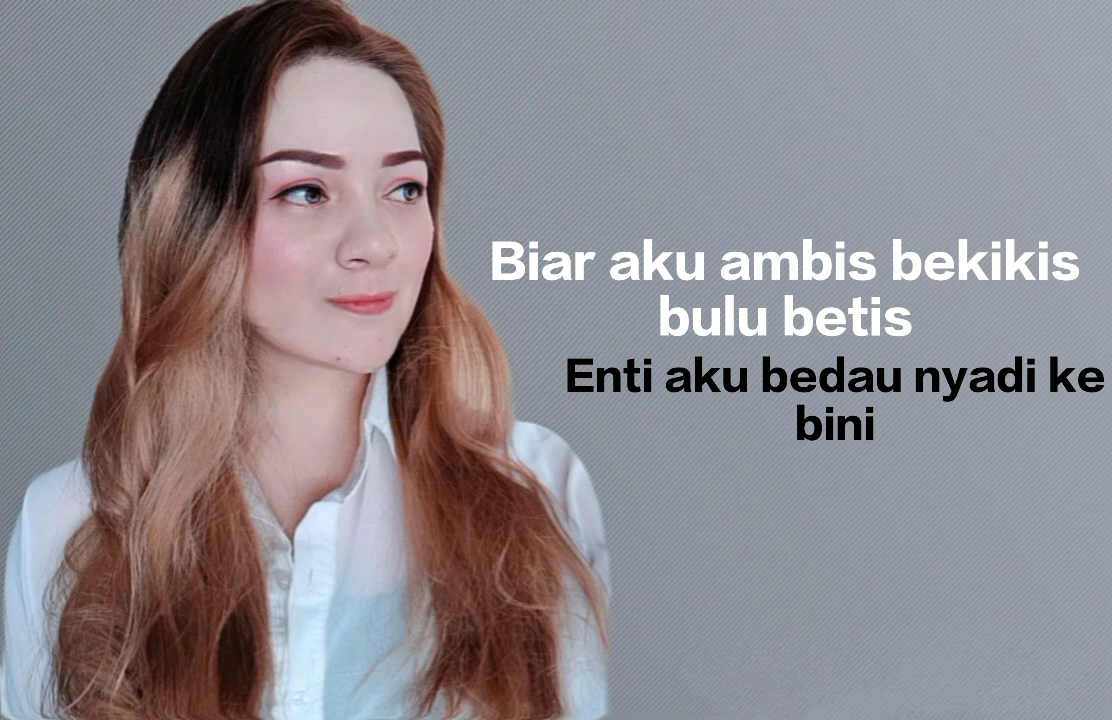 Biar aku ambis bekikis
bulu betis
Enti aku bedau nyadi ke
bini